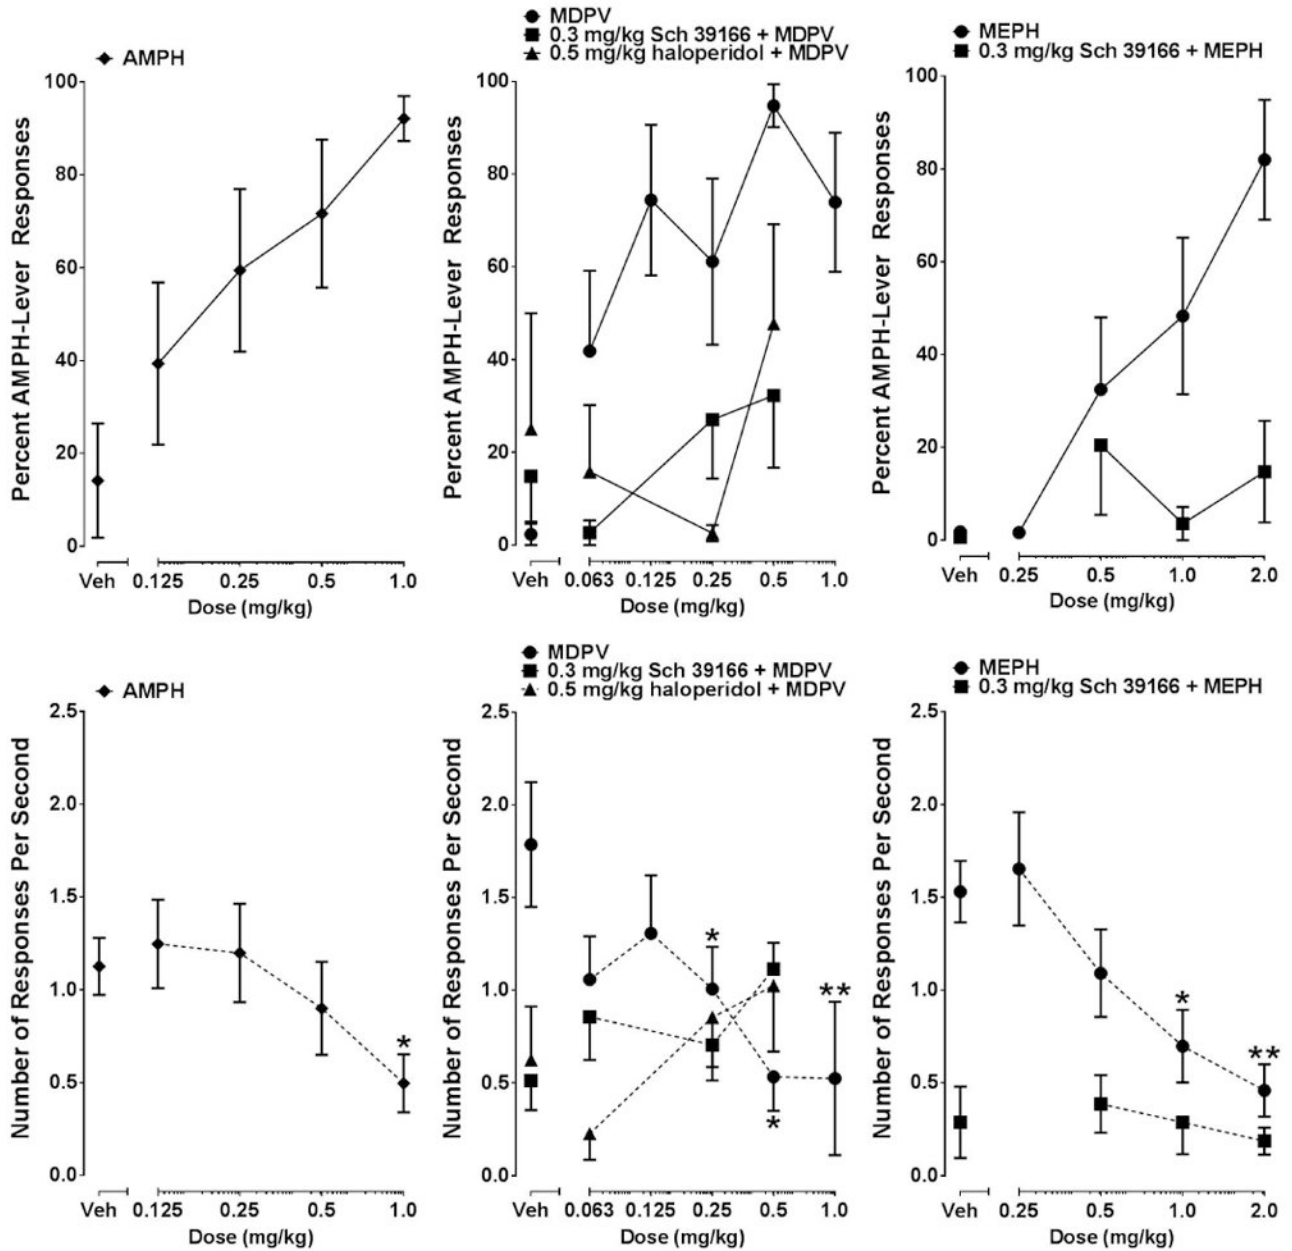 AMPH
Percent AMPH-Lever Responses
100
80
60
40
20
0
Veh 0.125 0.25 0.5 1.0
Dose (mg/kg)
MDPV
0.3 mg/kg Sch 39166 + MDPV
0.5 mg/kg haloperidol + MDPV
Percent AMPH-Lever Responses
100
80
60
40
20
0
Veh 0.063 0.125 0.25 0.5 1.0
Dose (mg/kg)
MEPH
0.3 mg/kg Sch 39166 + MEPH
Percent AMPH-Lever Responses
100
80
60
40
20
0
Veh 0.25 0.5 1.0 2.0
Dose (mg/kg)
AMPH
Number of Responses Per Second
2.5
2.0
1.5
1.0
0.5
0.0
*
Veh 0.125 0.25 0.5 1.0
Dose (mg/kg)
MDPV
0.3 mg/kg Sch 39166 + MDPV
0.5 mg/kg haloperidol + MDPV
Number of Responses Per Second
2.5
2.0
1.5
1.0
0.5
0.0
*
**
*
Veh 0.063 0.125 0.25 0.5 1.0
Dose (mg/kg)
MEPH
0.3 mg/kg Sch 39166 + MEPH
Number of Responses Per Second
2.5
2.0
1.5
1.0
0.5
0.0
*
**
Veh 0.25 0.5 1.0 2.0
Dose (mg/kg)